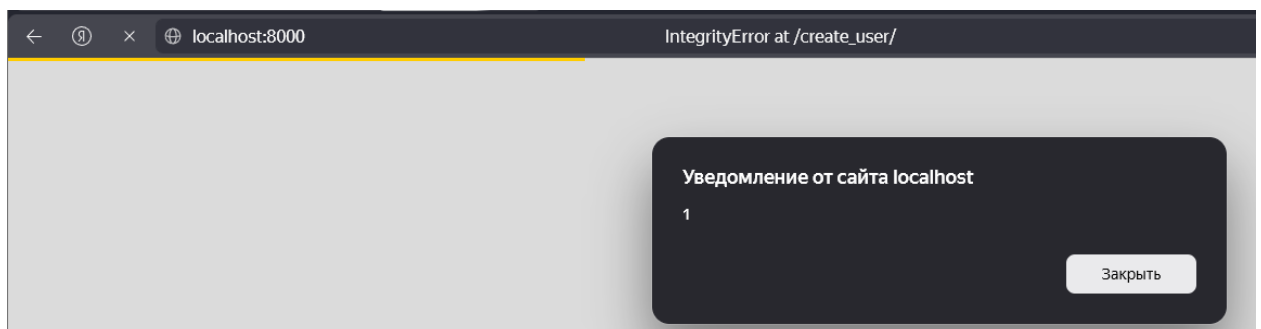 Я localhost:8000 IntegrityError at /create_user/
Уведомление от сайта localhost
1
Закрыть